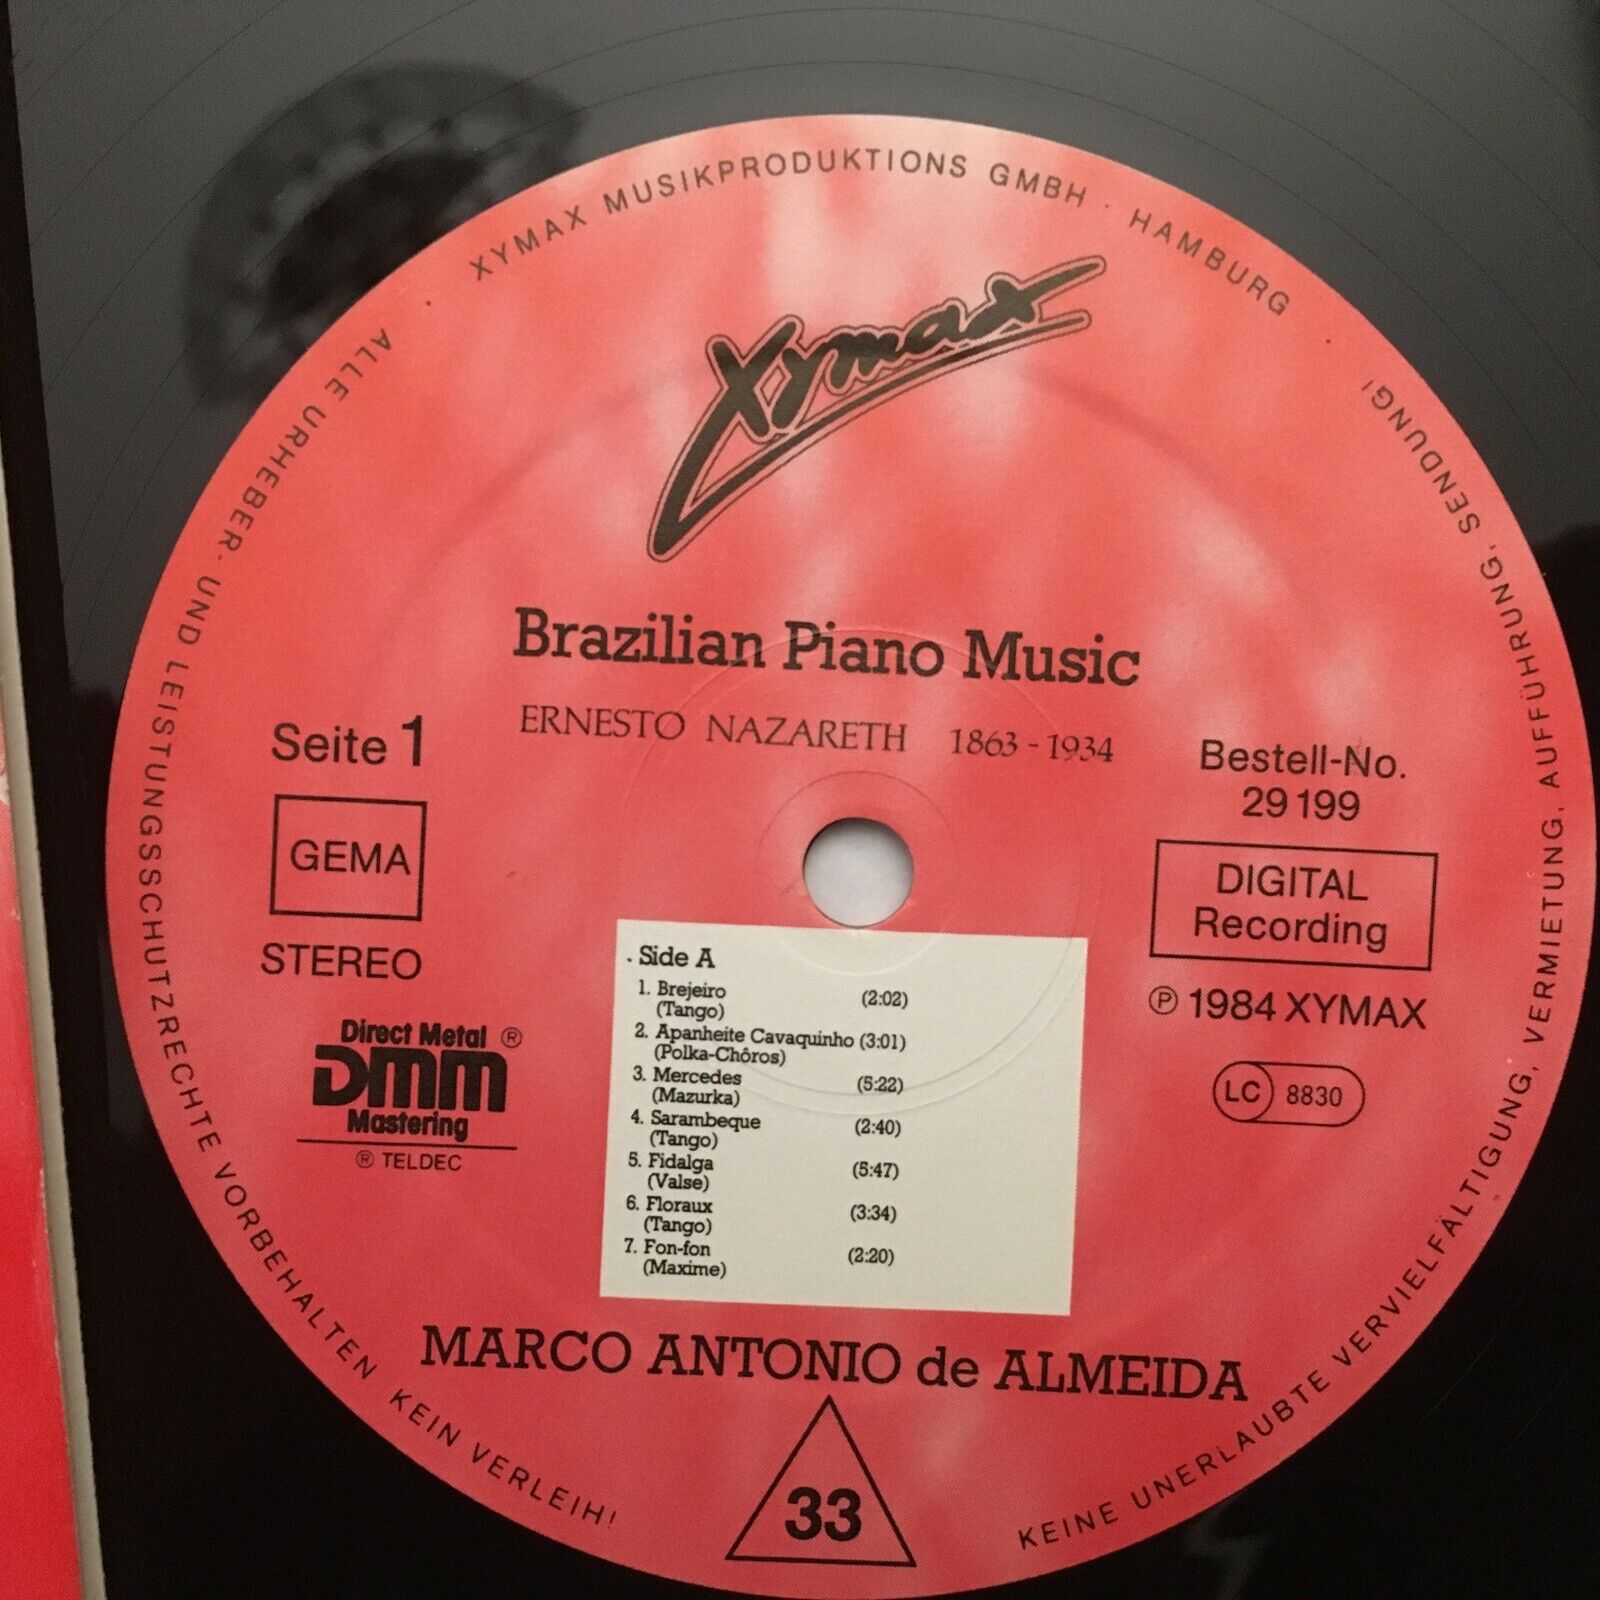 XYMAX MUSIKPRODUKTIONS GMBH · HAMBURG ·
Xymax
Brazilian Piano Music
ERNESTO NAZARETH 1863 - 1934
Seite 1
GEMA
STEREO
Direct Metal ®
DMM
Mastering
® TELDEC
Bestell-No.
29 199
DIGITAL
Recording
℗ 1984 XYMAX
LC 8830
. Side A
1. Brejeiro (2:02)
(Tango)
2. Apanheite Cavaquinho (3:01)
(Polka-Chôros)
3. Mercedes (5:22)
(Mazurka)
4. Sarambeque (2:40)
(Tango)
5. Fidalga (5:47)
(Valse)
6. Floraux (3:34)
(Tango)
7. Fon-fon (2:20)
(Maxime)
MARCO ANTONIO de ALMEIDA
33
ALLE URHEBER- UND LEISTUNGSSCHUTZRECHTE VORBEHALTEN KEIN VERLEIH!
KEINE UNERLAUBTE VERVIELFÄLTIGUNG, VERMIETUNG, AUFFÜHRUNG, SENDUNG!